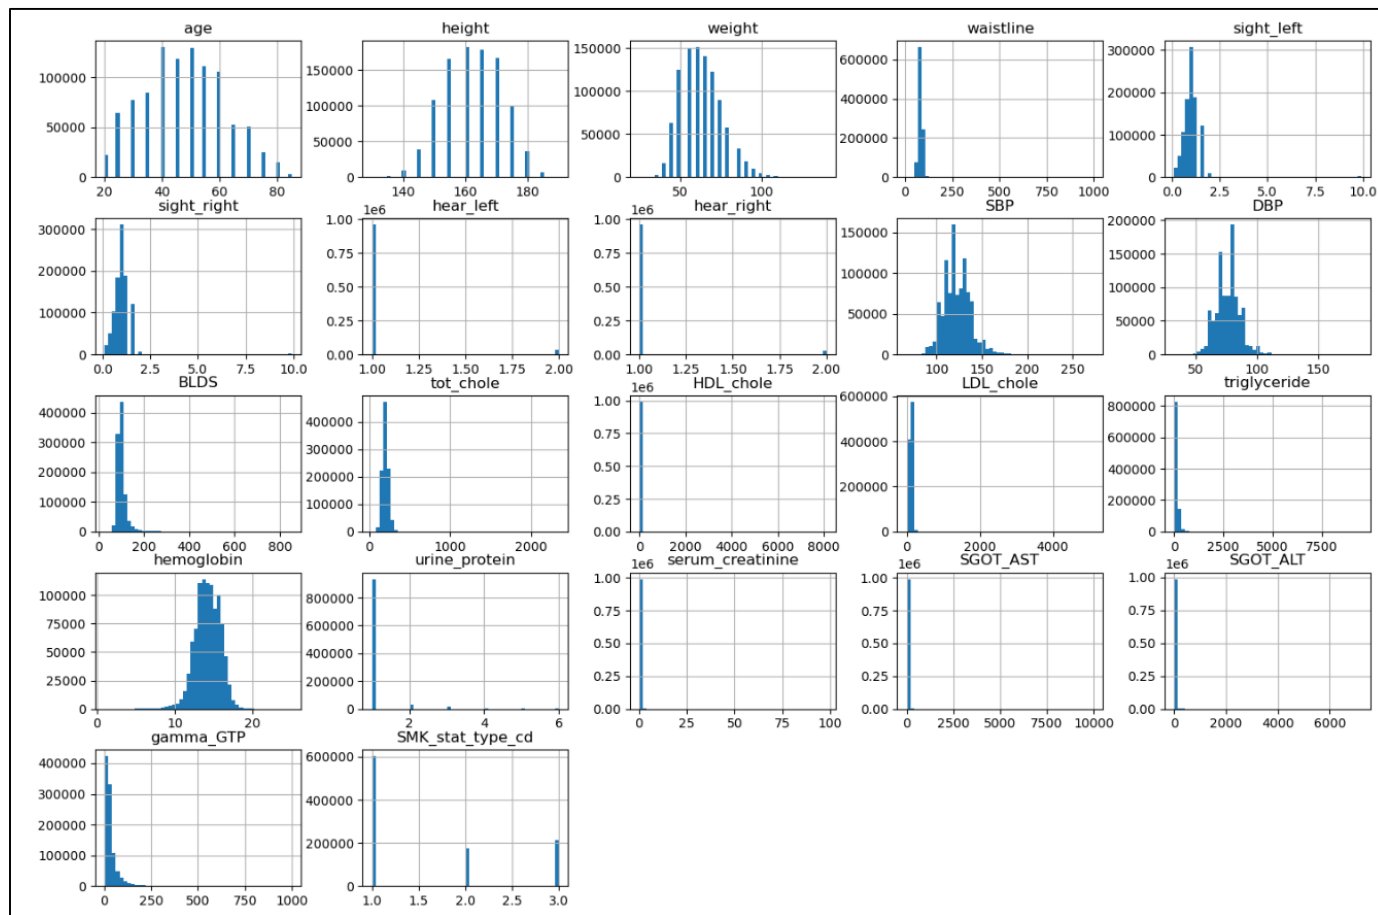 age height weight waistline sight_left
100000 50000 0
20 40 60 80
150000 100000 50000 0
140 160 180
150000 100000 50000 0
50 100
600000 400000 200000 0
0 250 500 750 1000
300000 200000 100000 0
0.0 2.5 5.0 7.5 10.0
sight_right hear_left hear_right SBP DBP
300000 200000 100000 0
0.0 2.5 5.0 7.5 10.0
1e6
1.00 0.75 0.50 0.25 0.00
1.00 1.25 1.50 1.75 2.00
1e6
1.00 0.75 0.50 0.25 0.00
1.00 1.25 1.50 1.75 2.00
150000 100000 50000 0
100 150 200 250
200000 150000 100000 50000 0
50 100 150
BLDS tot_chole HDL_chole LDL_chole triglyceride
400000 300000 200000 100000 0
0 200 400 600 800
400000 300000 200000 100000 0
0 1000 2000
1e6
1.00 0.75 0.50 0.25 0.00
0 2000 4000 6000 8000
600000 400000 200000 0
0 2000 4000
800000 600000 400000 200000 0
0 2500 5000 7500
hemoglobin urine_protein serum_creatinine SGOT_AST SGOT_ALT
100000 75000 50000 25000 0
0 10 20
800000 600000 400000 200000 0
2 4 6
1e6
1.00 0.75 0.50 0.25 0.00
0 25 50 75 100
1e6
1.00 0.75 0.50 0.25 0.00
0 2500 5000 7500 10000
1e6
1.00 0.75 0.50 0.25 0.00
0 2000 4000 6000
gamma_GTP SMK_stat_type_cd
400000 300000 200000 100000 0
0 250 500 750 1000
600000 400000 200000 0
1.0 1.5 2.0 2.5 3.0